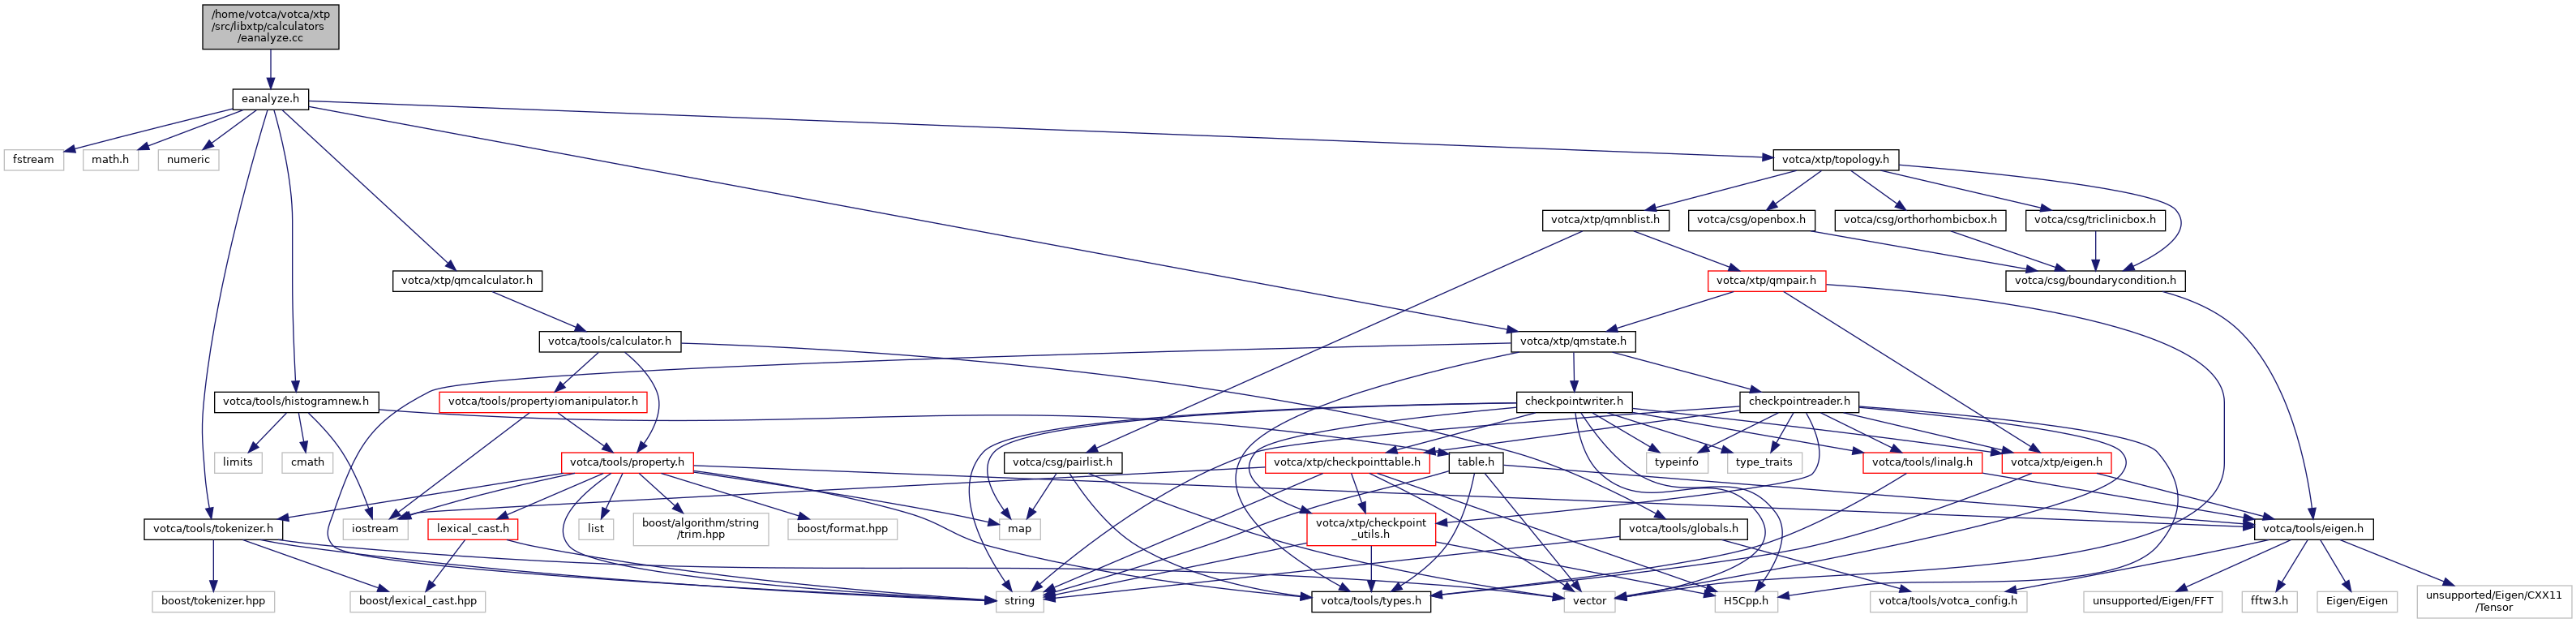 /home/votca/votca/xtp
/src/libxtp/calculators
/eanalyze.cc
eanalyze.h
fstream
math.h
numeric
votca/xtp/topology.h
votca/xtp/qmnblist.h
votca/csg/openbox.h
votca/csg/orthorhombicbox.h
votca/csg/triclinicbox.h
votca/xtp/qmcalculator.h
votca/xtp/qmpair.h
votca/csg/boundarycondition.h
votca/tools/calculator.h
votca/xtp/qmstate.h
votca/tools/histogramnew.h
votca/tools/propertyiomanipulator.h
checkpointwriter.h
checkpointreader.h
limits
cmath
votca/tools/property.h
votca/csg/pairlist.h
votca/xtp/checkpointtable.h
table.h
typeinfo
type_traits
votca/tools/linalg.h
votca/xtp/eigen.h
votca/tools/tokenizer.h
iostream
lexical_cast.h
list
boost/algorithm/string
/trim.hpp
boost/format.hpp
map
votca/xtp/checkpoint
_utils.h
votca/tools/globals.h
votca/tools/eigen.h
boost/tokenizer.hpp
boost/lexical_cast.hpp
string
votca/tools/types.h
vector
H5Cpp.h
votca/tools/votca_config.h
unsupported/Eigen/FFT
fftw3.h
Eigen/Eigen
unsupported/Eigen/CXX11
/Tensor